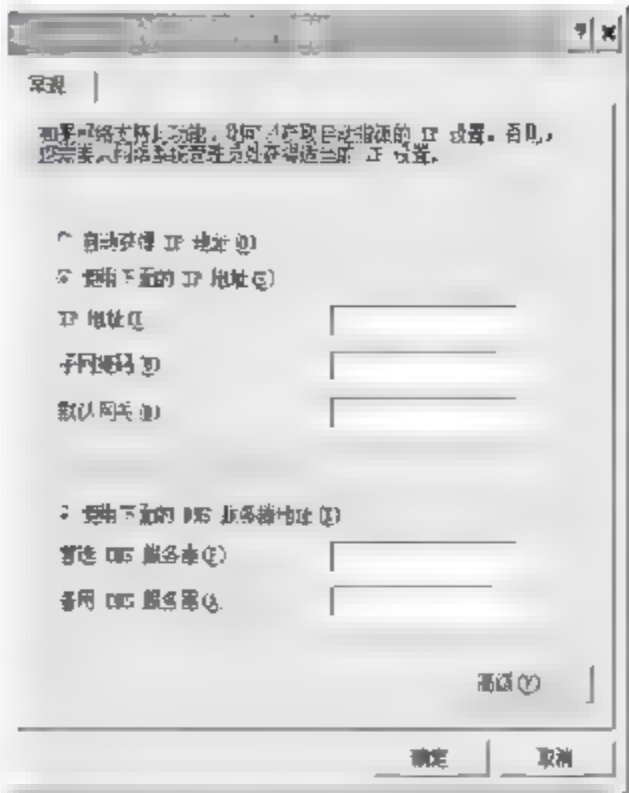 常规
如果网络支持此功能，则可以获取自动指派的 IP 设置。否则，
您需要从网络系统管理员处获得适当的 IP 设置。
自动获得 IP 地址(O)
使用下面的 IP 地址(S)
IP 地址(I
子网掩码(U)
默认网关(D)
使用下面的 DNS 服务器地址(E)
首选 DNS 服务器(P)
备用 DNS 服务器(A
高级(V)
确定
取消